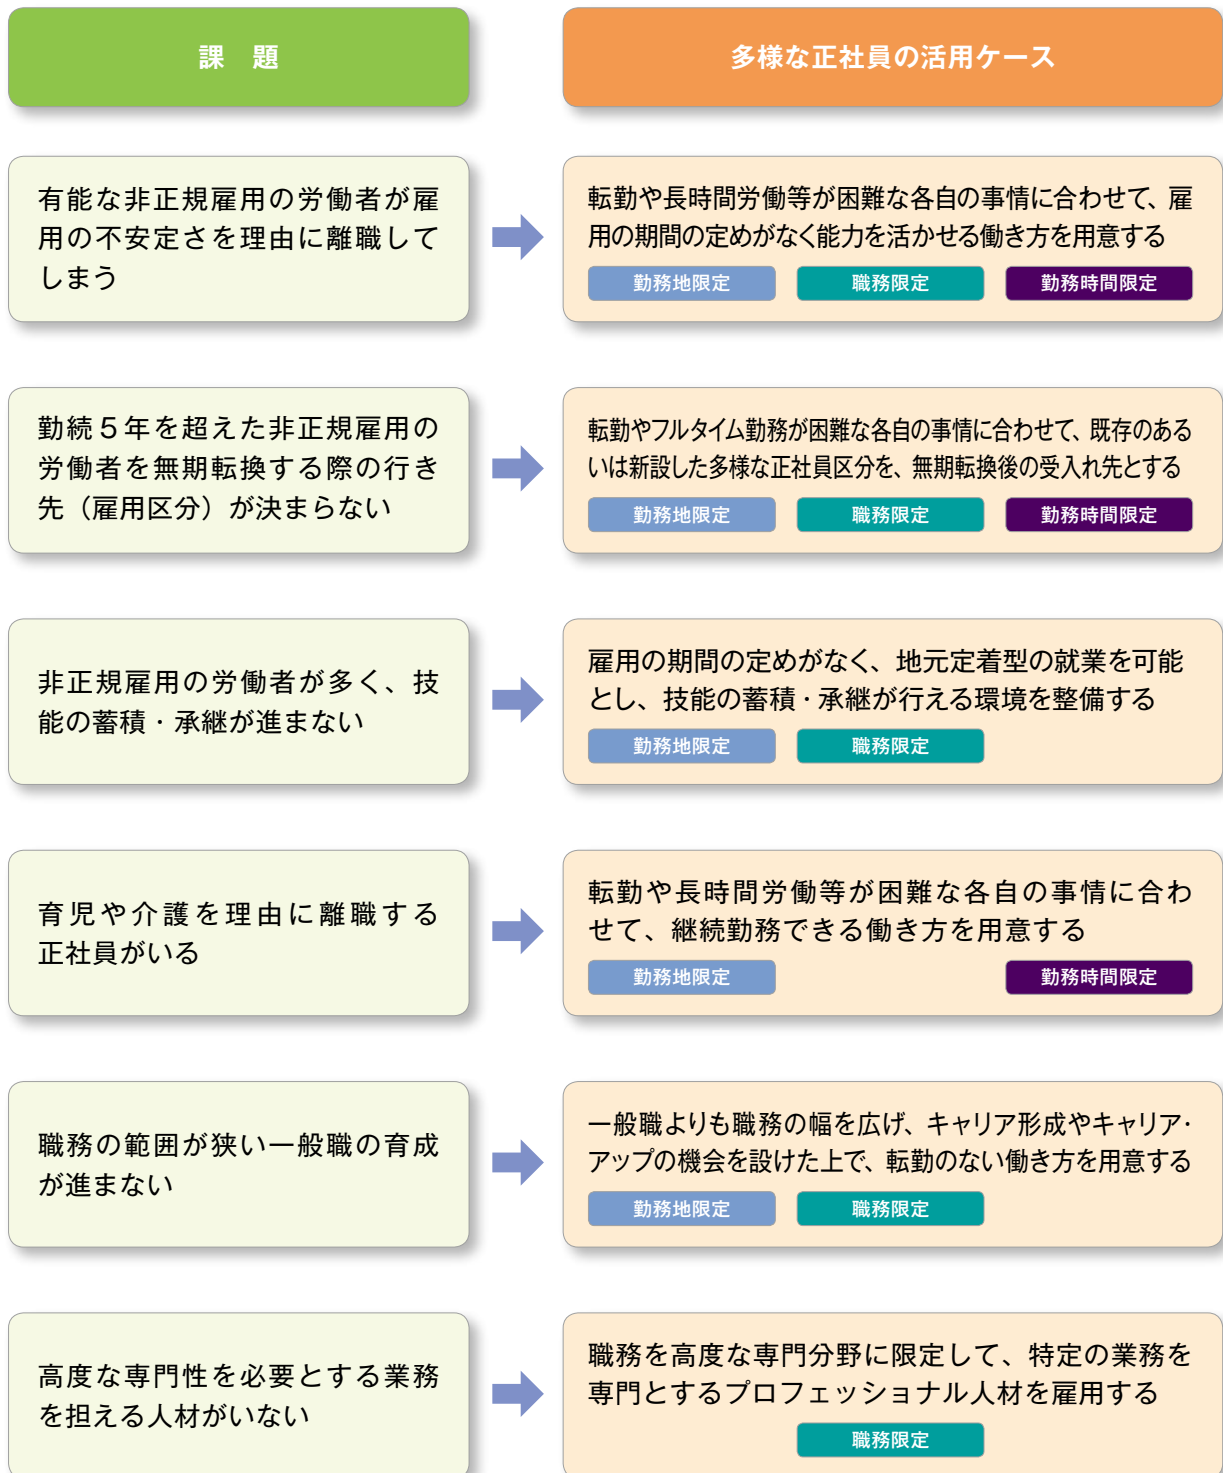 課　題
多様な正社員の活用ケース
有能な非正規雇用の労働者が雇
用の不安定さを理由に離職して
しまう
転勤や長時間労働等が困難な各自の事情に合わせて、雇
用の期間の定めがなく能力を活かせる働き方を用意する
勤務地限定
職務限定
勤務時間限定
勤続５年を超えた非正規雇用の
労働者を無期転換する際の行き
先（雇用区分）が決まらない
転勤やフルタイム勤務が困難な各自の事情に合わせて、既存のある
いは新設した多様な正社員区分を、無期転換後の受入れ先とする
勤務地限定
職務限定
勤務時間限定
非正規雇用の労働者が多く、技
能の蓄積・承継が進まない
雇用の期間の定めがなく、地元定着型の就業を可能
とし、技能の蓄積・承継が行える環境を整備する
勤務地限定
職務限定
育児や介護を理由に離職する
正社員がいる
転勤や長時間労働等が困難な各自の事情に合わ
せて、継続勤務できる働き方を用意する
勤務地限定
勤務時間限定
職務の範囲が狭い一般職の育成
が進まない
一般職よりも職務の幅を広げ、キャリア形成やキャリア・
アップの機会を設けた上で、転勤のない働き方を用意する
勤務地限定
職務限定
高度な専門性を必要とする業務
を担える人材がいない
職務を高度な専門分野に限定して、特定の業務を
専門とするプロフェッショナル人材を雇用する
職務限定